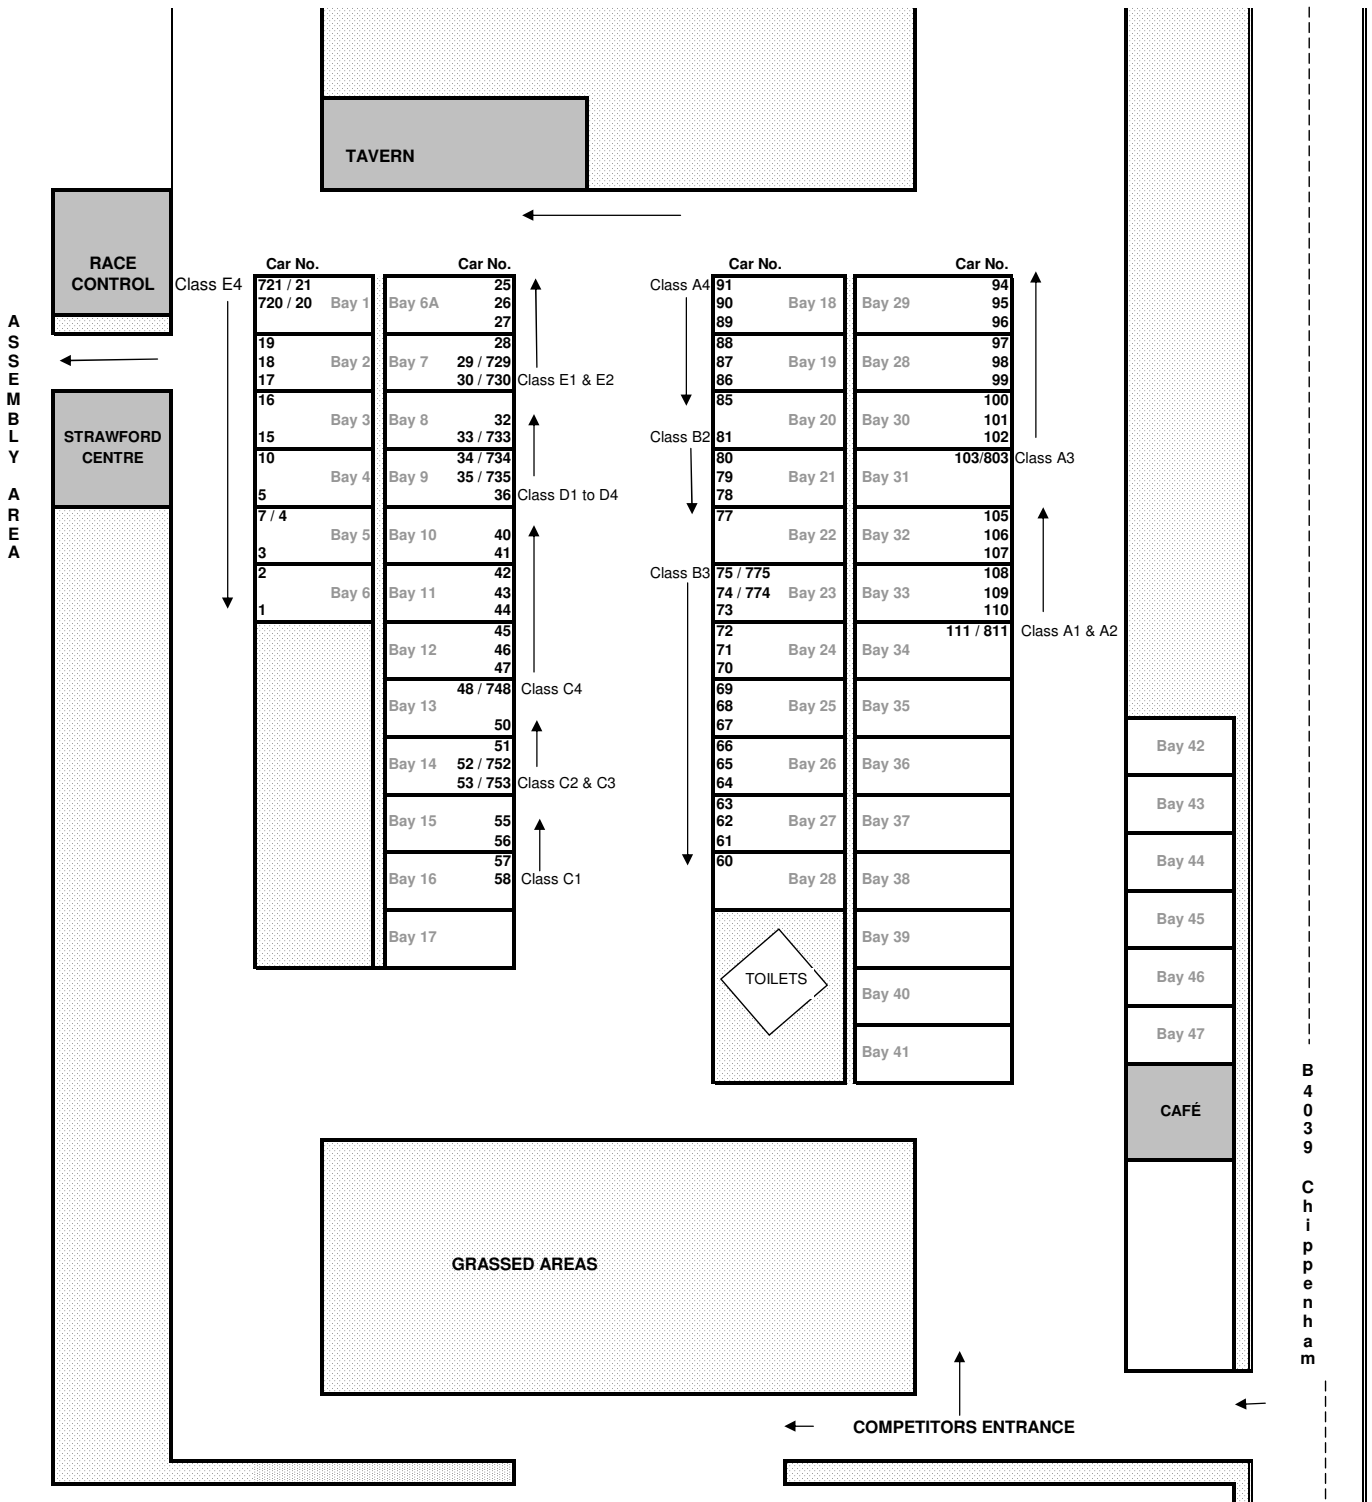 TAVERN
RACE
CONTROL
Car No. Car No. Car No. Car No.
Class E4 721 / 21 25 Class A4 91 94
720 / 20 Bay 1 Bay 6A 26 90 Bay 18 Bay 29 95
27 89 96
19 28 88 97
18 Bay 2 Bay 7 29 / 729 87 Bay 19 Bay 28 98
17 30 / 730 Class E1 & E2 86 99
16 85 100
Bay 3 Bay 8 32 Bay 20 Bay 30 101
15 33 / 733 Class B2 81 102
STRAWFORD
CENTRE
10 34 / 734 80 103/803 Class A3
Bay 4 Bay 9 35 / 735 79 Bay 21 Bay 31
5 36 Class D1 to D4 78
7 / 4 77 105
Bay 5 Bay 10 40 Bay 22 Bay 32 106
3 41 107
2 42 Class B3 75 / 775 108
Bay 6 Bay 11 43 74 / 774 Bay 23 Bay 33 109
1 44 73 110
45 72 111 / 811 Class A1 & A2
Bay 12 46 71 Bay 24 Bay 34
47 70
48 / 748 Class C4 69
Bay 13 68 Bay 25 Bay 35
50 67
51 66
Bay 14 52 / 752 65 Bay 26 Bay 36
53 / 753 Class C2 & C3 64
63
Bay 15 55 62 Bay 27 Bay 37
56 61
57 60
Bay 16 58 Class C1 Bay 28 Bay 38
Bay 17 Bay 39
TOILETS
Bay 40
Bay 41
Bay 42
Bay 43
Bay 44
Bay 45
Bay 46
Bay 47
CAFÉ
GRASSED AREAS
COMPETITORS ENTRANCE
ASSEMBLY AREA
B4039 Chippenham